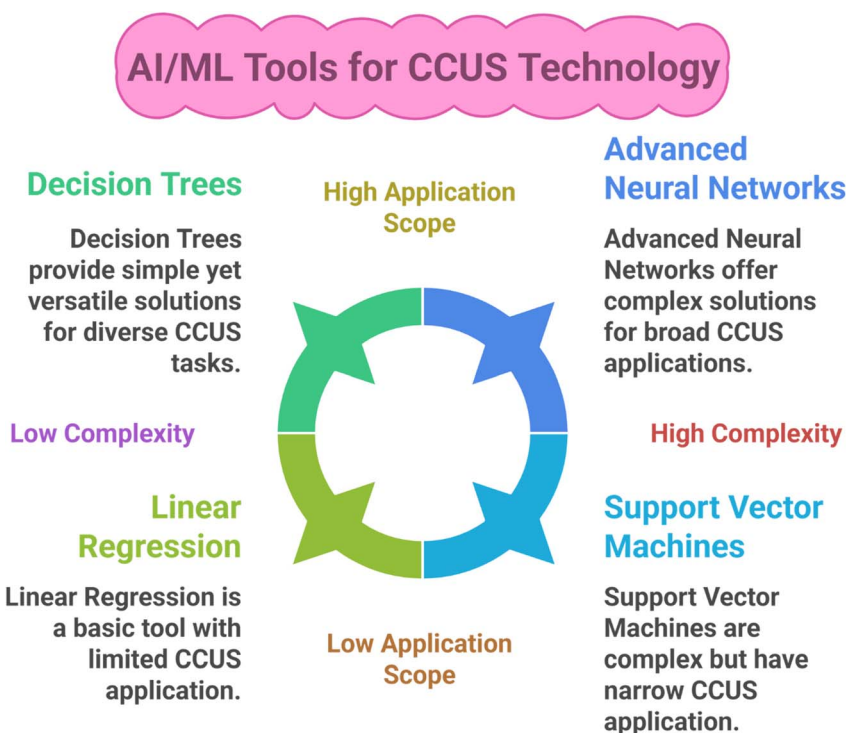 AI/ML Tools for CCUS Technology
Decision Trees
Decision Trees
provide simple yet
versatile solutions
for diverse CCUS
tasks.
High Application
Scope
Advanced
Neural Networks
Advanced Neural
Networks offer
complex solutions
for broad CCUS
applications.
Low Complexity
High Complexity
Linear
Regression
Linear Regression is
a basic tool with
limited CCUS
application.
Low Application
Scope
Support Vector
Machines
Support Vector
Machines are
complex but have
narrow CCUS
application.